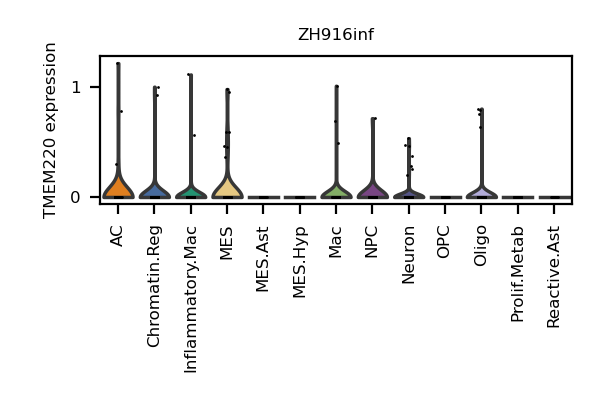 ZH916inf
TMEM220 expression
1
0
AC
Chromatin.Reg
Inflammatory.Mac
MES
MES.Ast
MES.Hyp
Mac
NPC
Neuron
OPC
Oligo
Prolif.Metab
Reactive.Ast